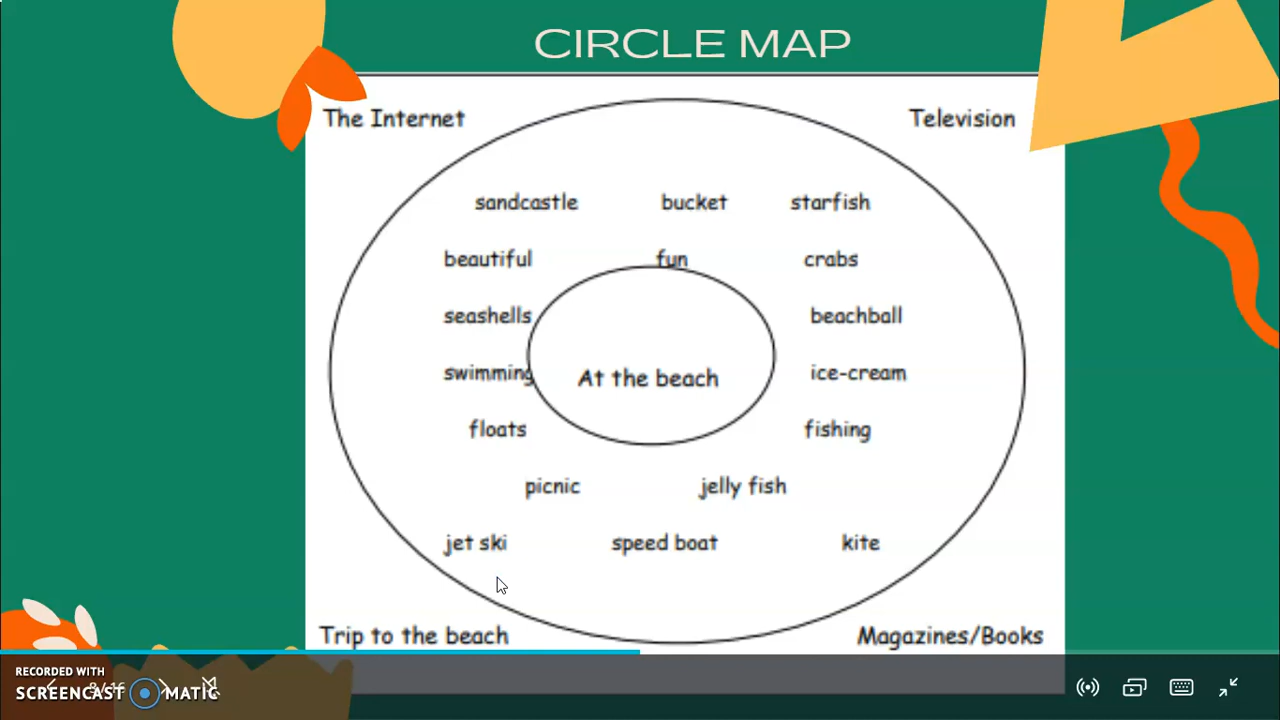 CIRCLE MAP
The Internet Television
sandcastle bucket starfish
beautiful fun crabs
seashells beachball
swimming At the beach ice-cream
floats fishing
picnic jelly fish
jet ski speed boat kite
Trip to the beach Magazines/Books
RECORDED WITH
SCREENCAST MATIC